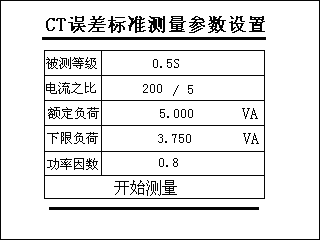 CT误差标准测量参数设置
被测等级 0.5S
电流之比 200 / 5
额定负荷 5.000 VA
下限负荷 3.750 VA
功率因数 0.8
开始测量